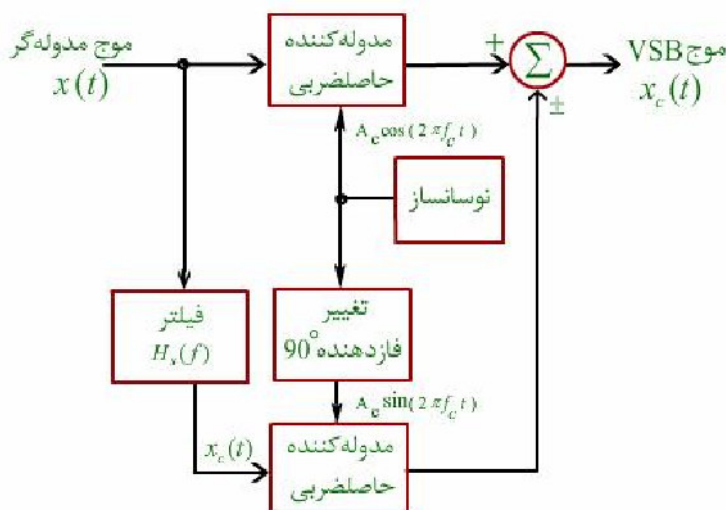 موج مدوله‌گر
x(t)
مدوله‌کننده
حاصلضربی
+
Σ
±
موج VSB
x_c(t)
A_c cos(2πf_c t)
نوسانساز
فیلتر
H_s(f)
تغییر
فازدهنده 90°
A_c sin(2πf_c t)
x_c(t)
مدوله‌کننده
حاصلضربی